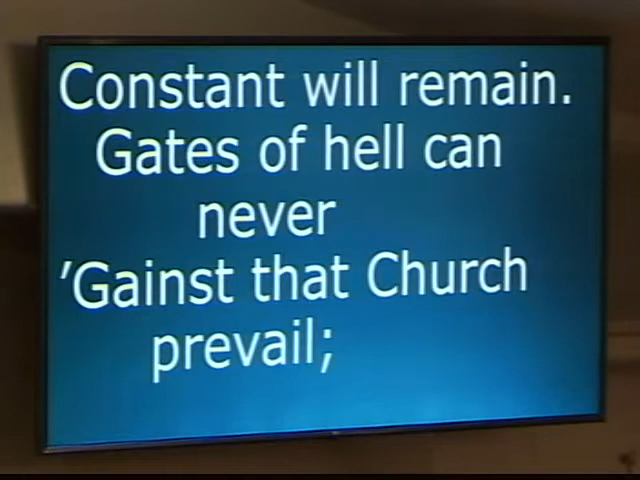 Constant will remain.
Gates of hell can
never
'Gainst that Church
prevail;